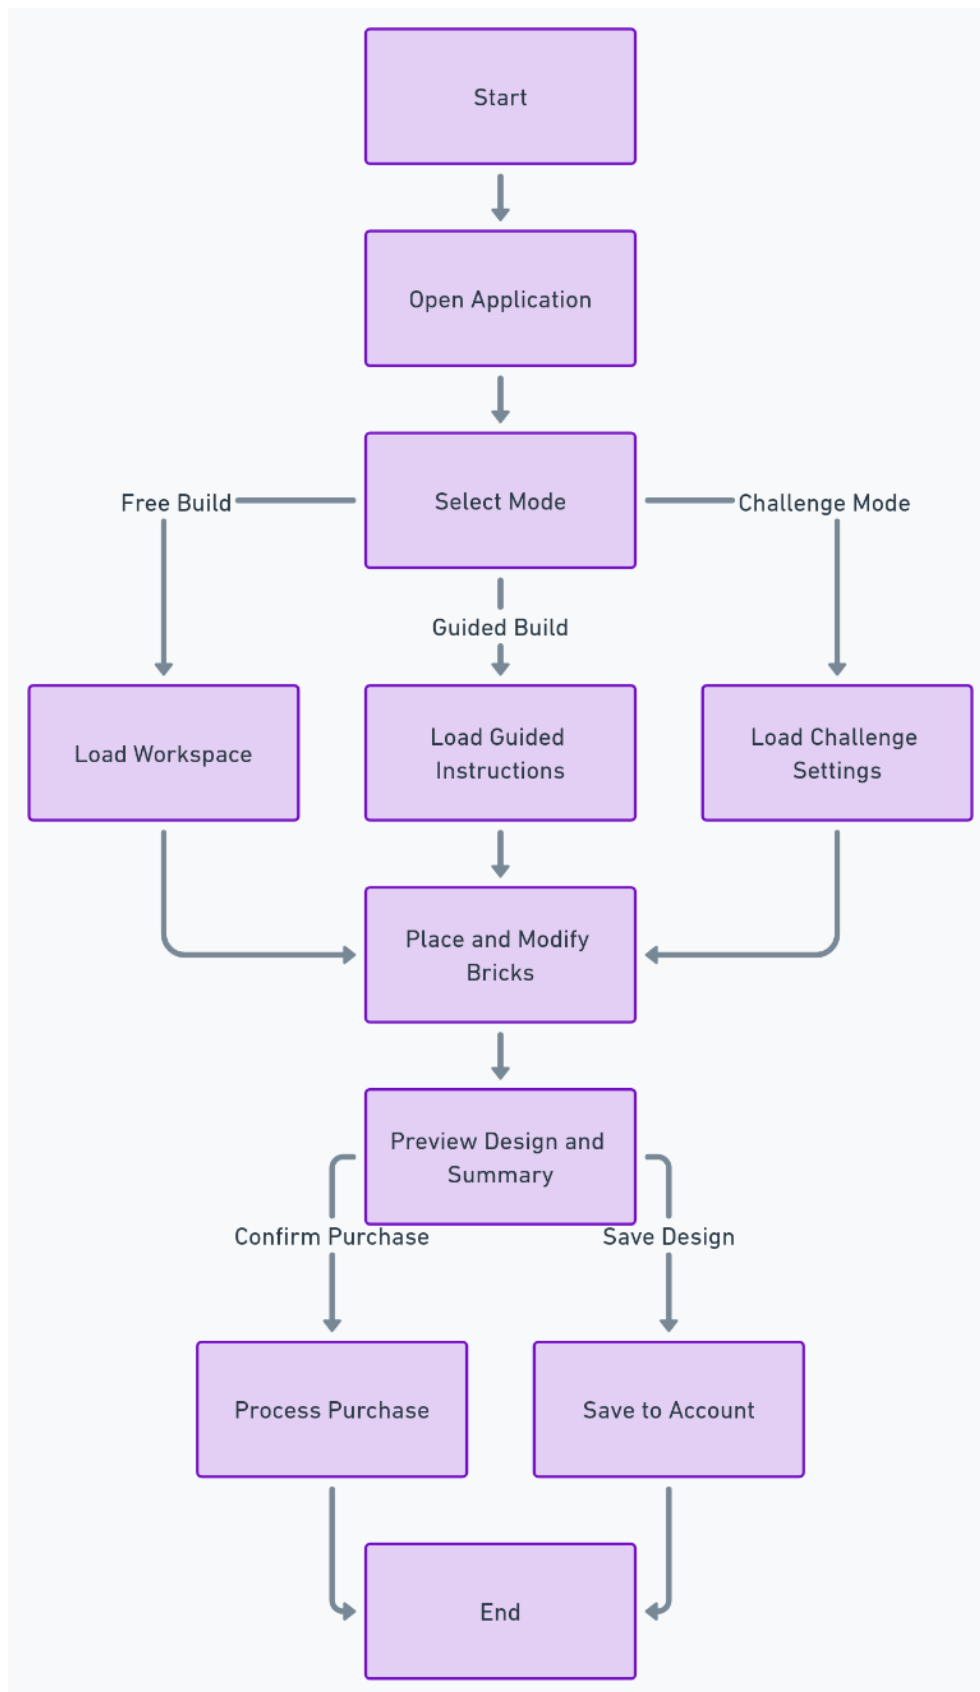 Start
Open Application
Select Mode
Free Build
Challenge Mode
Guided Build
Load Workspace
Load Guided
Instructions
Load Challenge
Settings
Place and Modify
Bricks
Preview Design and
Summary
Confirm Purchase
Save Design
Process Purchase
Save to Account
End